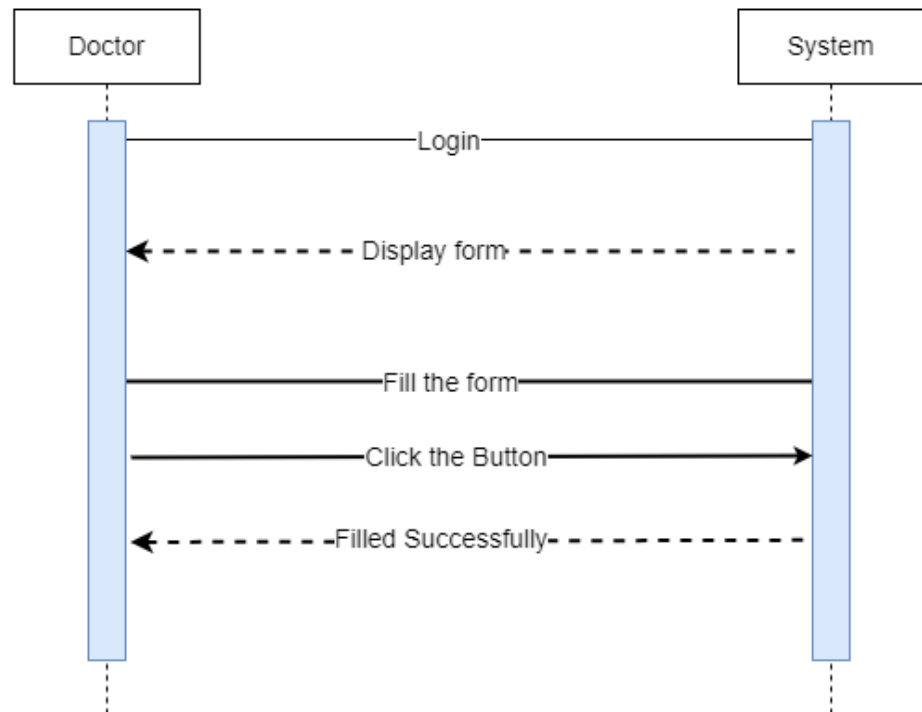 Doctor
System
Login
Display form
Fill the form
Click the Button
Filled Successfully